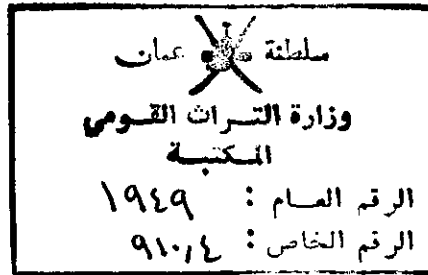 سلطنة عمان
وزارة التراث القومي
المكتبة
الرقم العام : ١٩٤٩
الرقم الخاص : ٩١٠,٤